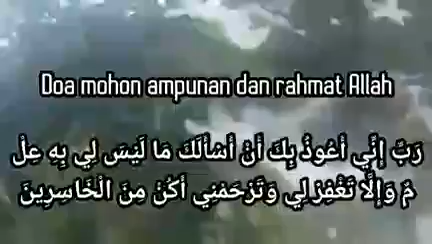 Doa mohon ampunan dan rahmat Allah
رَبِّ إِنِّي أَعُوذُ بِكَ أَنْ أَسْأَلَكَ مَا لَيْسَ لِي بِهِ عِلْ
مٌ وَإِلَّا تَغْفِرْ لِي وَتَرْحَمْنِي أَكُنْ مِنَ الْخَاسِرِينَ